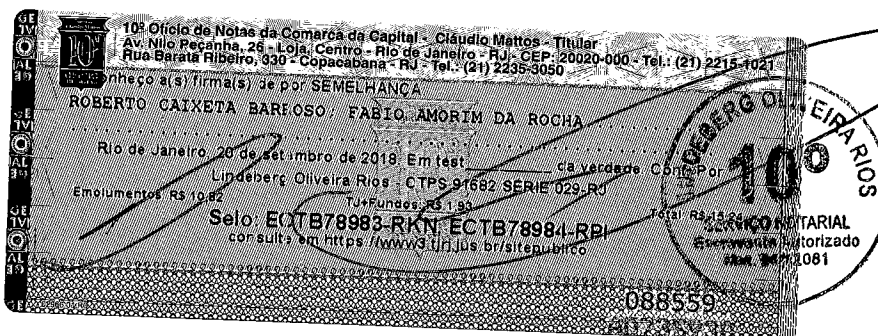 10º Ofício de Notas da Comarca da Capital - Cláudio Mattos - Titular
Av. Nilo Peçanha, 26 - Loja, Centro - Rio de Janeiro - RJ - CEP: 20020-000 - Tel.: (21) 2215-1021
Rua Barata Ribeiro, 330 - Copacabana - RJ - Tel.: (21) 2235-3050
10º
a(s) firma(s) de por SEMELHANÇA
ROBERTO CAIXETA BARROSO; FABIO AMORIM DA ROCHA
Rio de Janeiro, 20 de setembro de 2018. Em test da verdade. Por
Lindeberg Oliveira Rios - CTPS 91682 SÉRIE 029-RJ
Emolumentos: R$ 10,82 TJ+Fundos: R$ 1,93 Total R$
Selo: ECTB78983-RKN, ECTB78984-RPI
consulte em https://www3.tjrj.jus.br/sitepublico
088559
DEBERG OLIVEIRA RIOS
10º
SERVIÇO NOTARIAL
Escrevente Autorizado